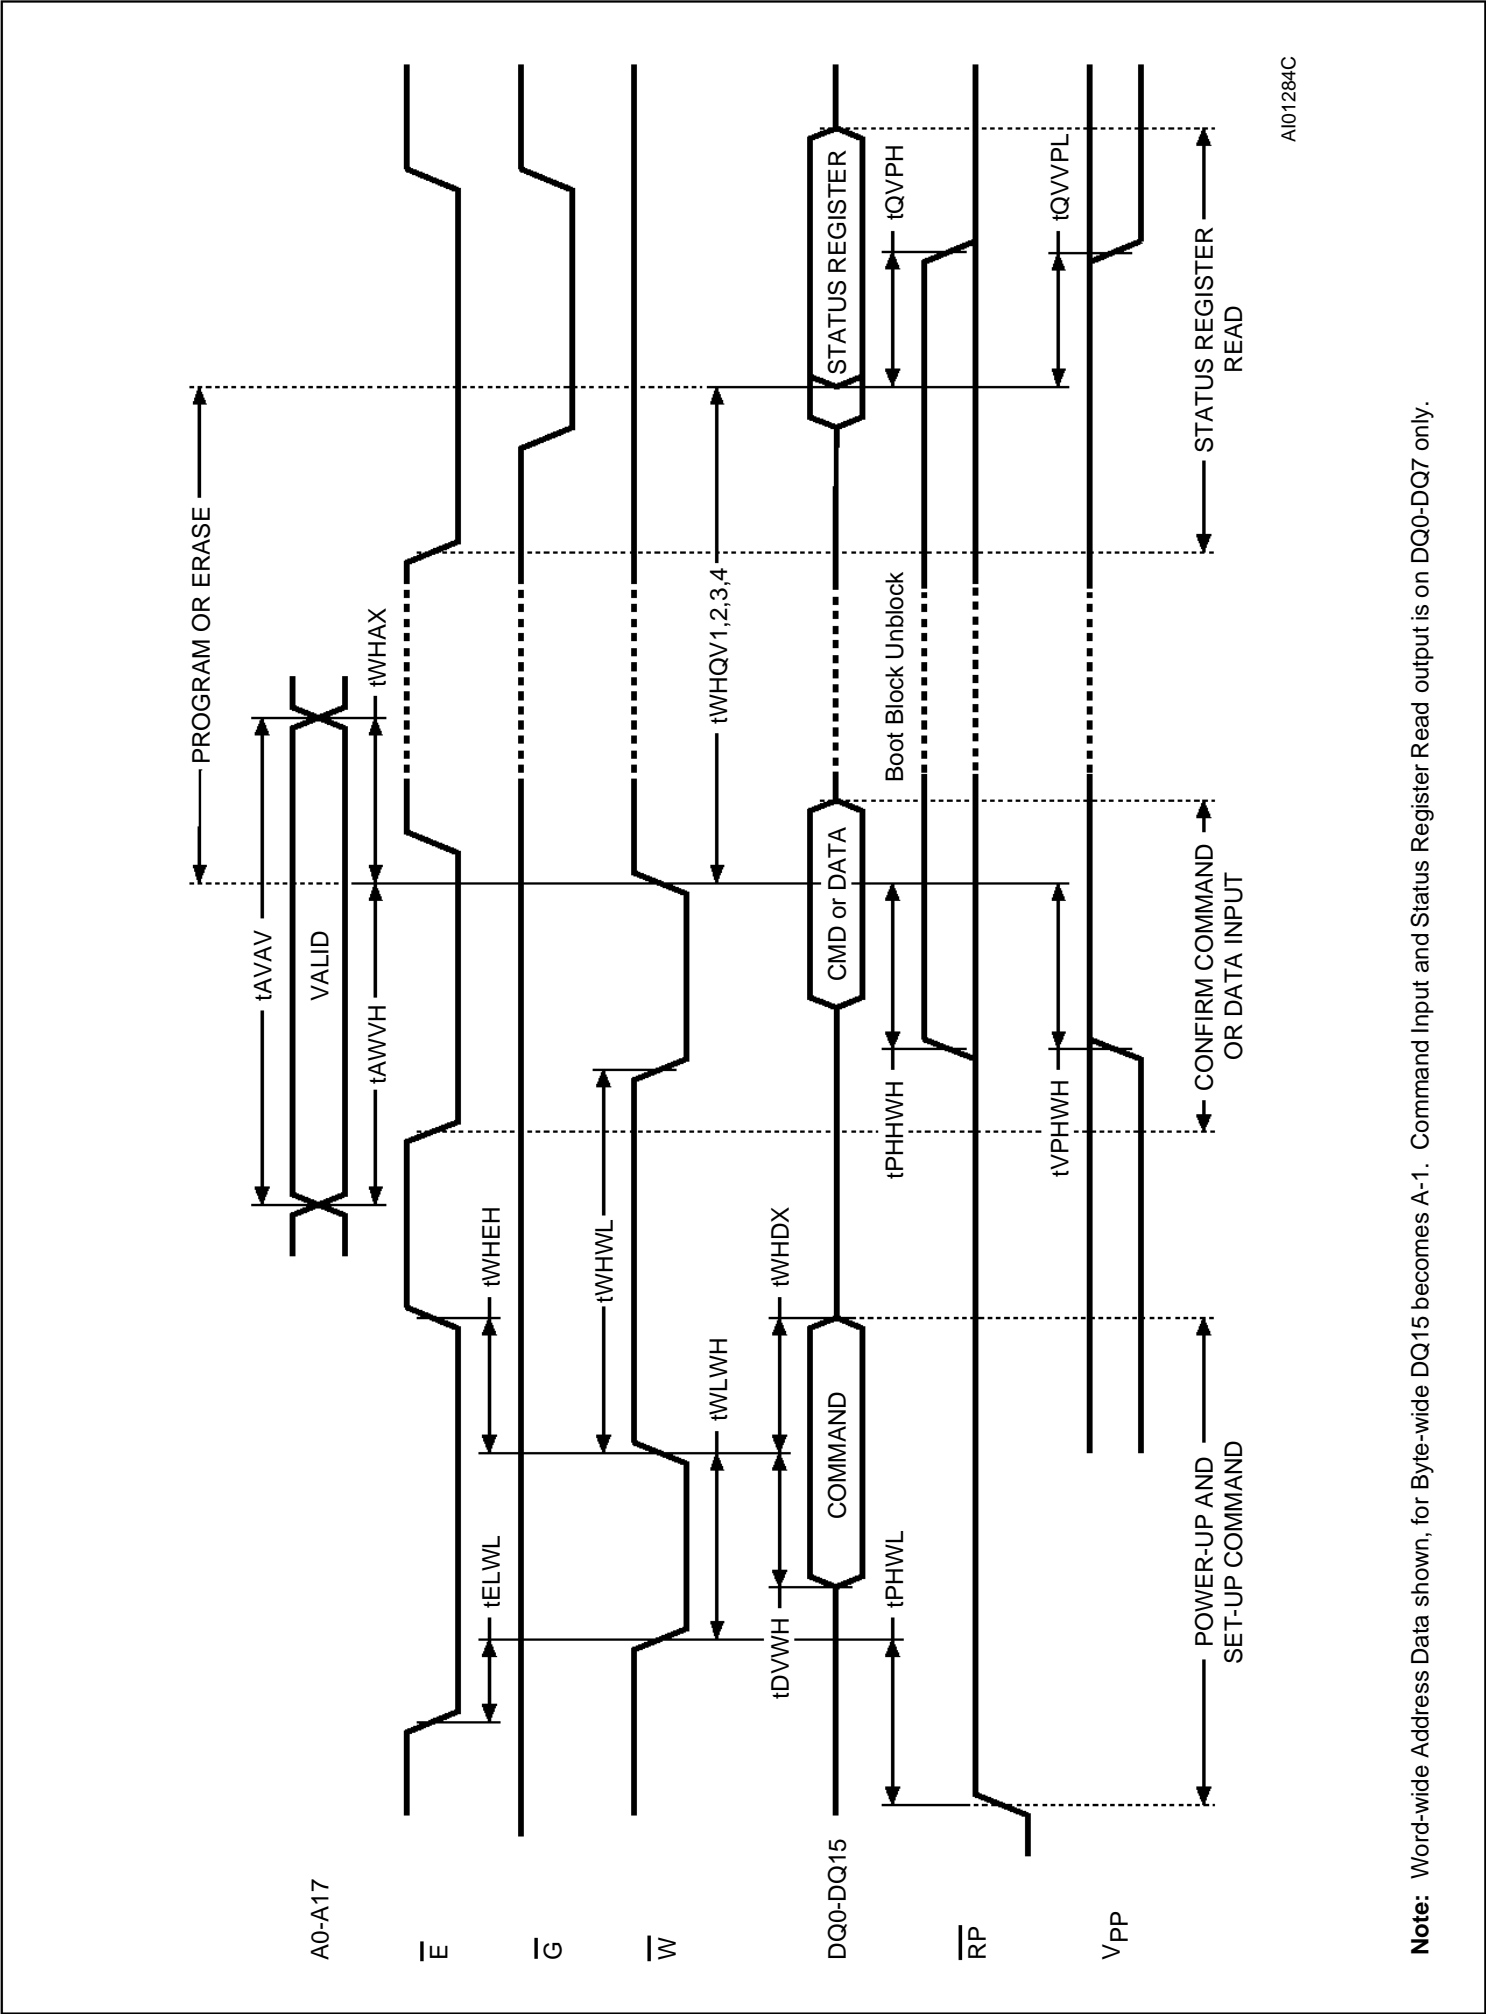 PROGRAM OR ERASE
tAVAV
A0-A17
VALID
tAWVH
tWHAX
E
tELWL
tWHEH
G
tWHWL
W
tWLWH
tWHQV1,2,3,4
tDVWH
tWHDX
DQ0-DQ15
COMMAND
CMD or DATA
STATUS REGISTER
tPHWL
tPHHWH
Boot Block Unblock
tQVPH
RP
tVPHWH
tQVVPL
VPP
POWER-UP AND
SET-UP COMMAND
CONFIRM COMMAND
OR DATA INPUT
STATUS REGISTER
READ
AI01284C
Note: Word-wide Address Data shown, for Byte-wide DQ15 becomes A-1. Command Input and Status Register Read output is on DQ0-DQ7 only.